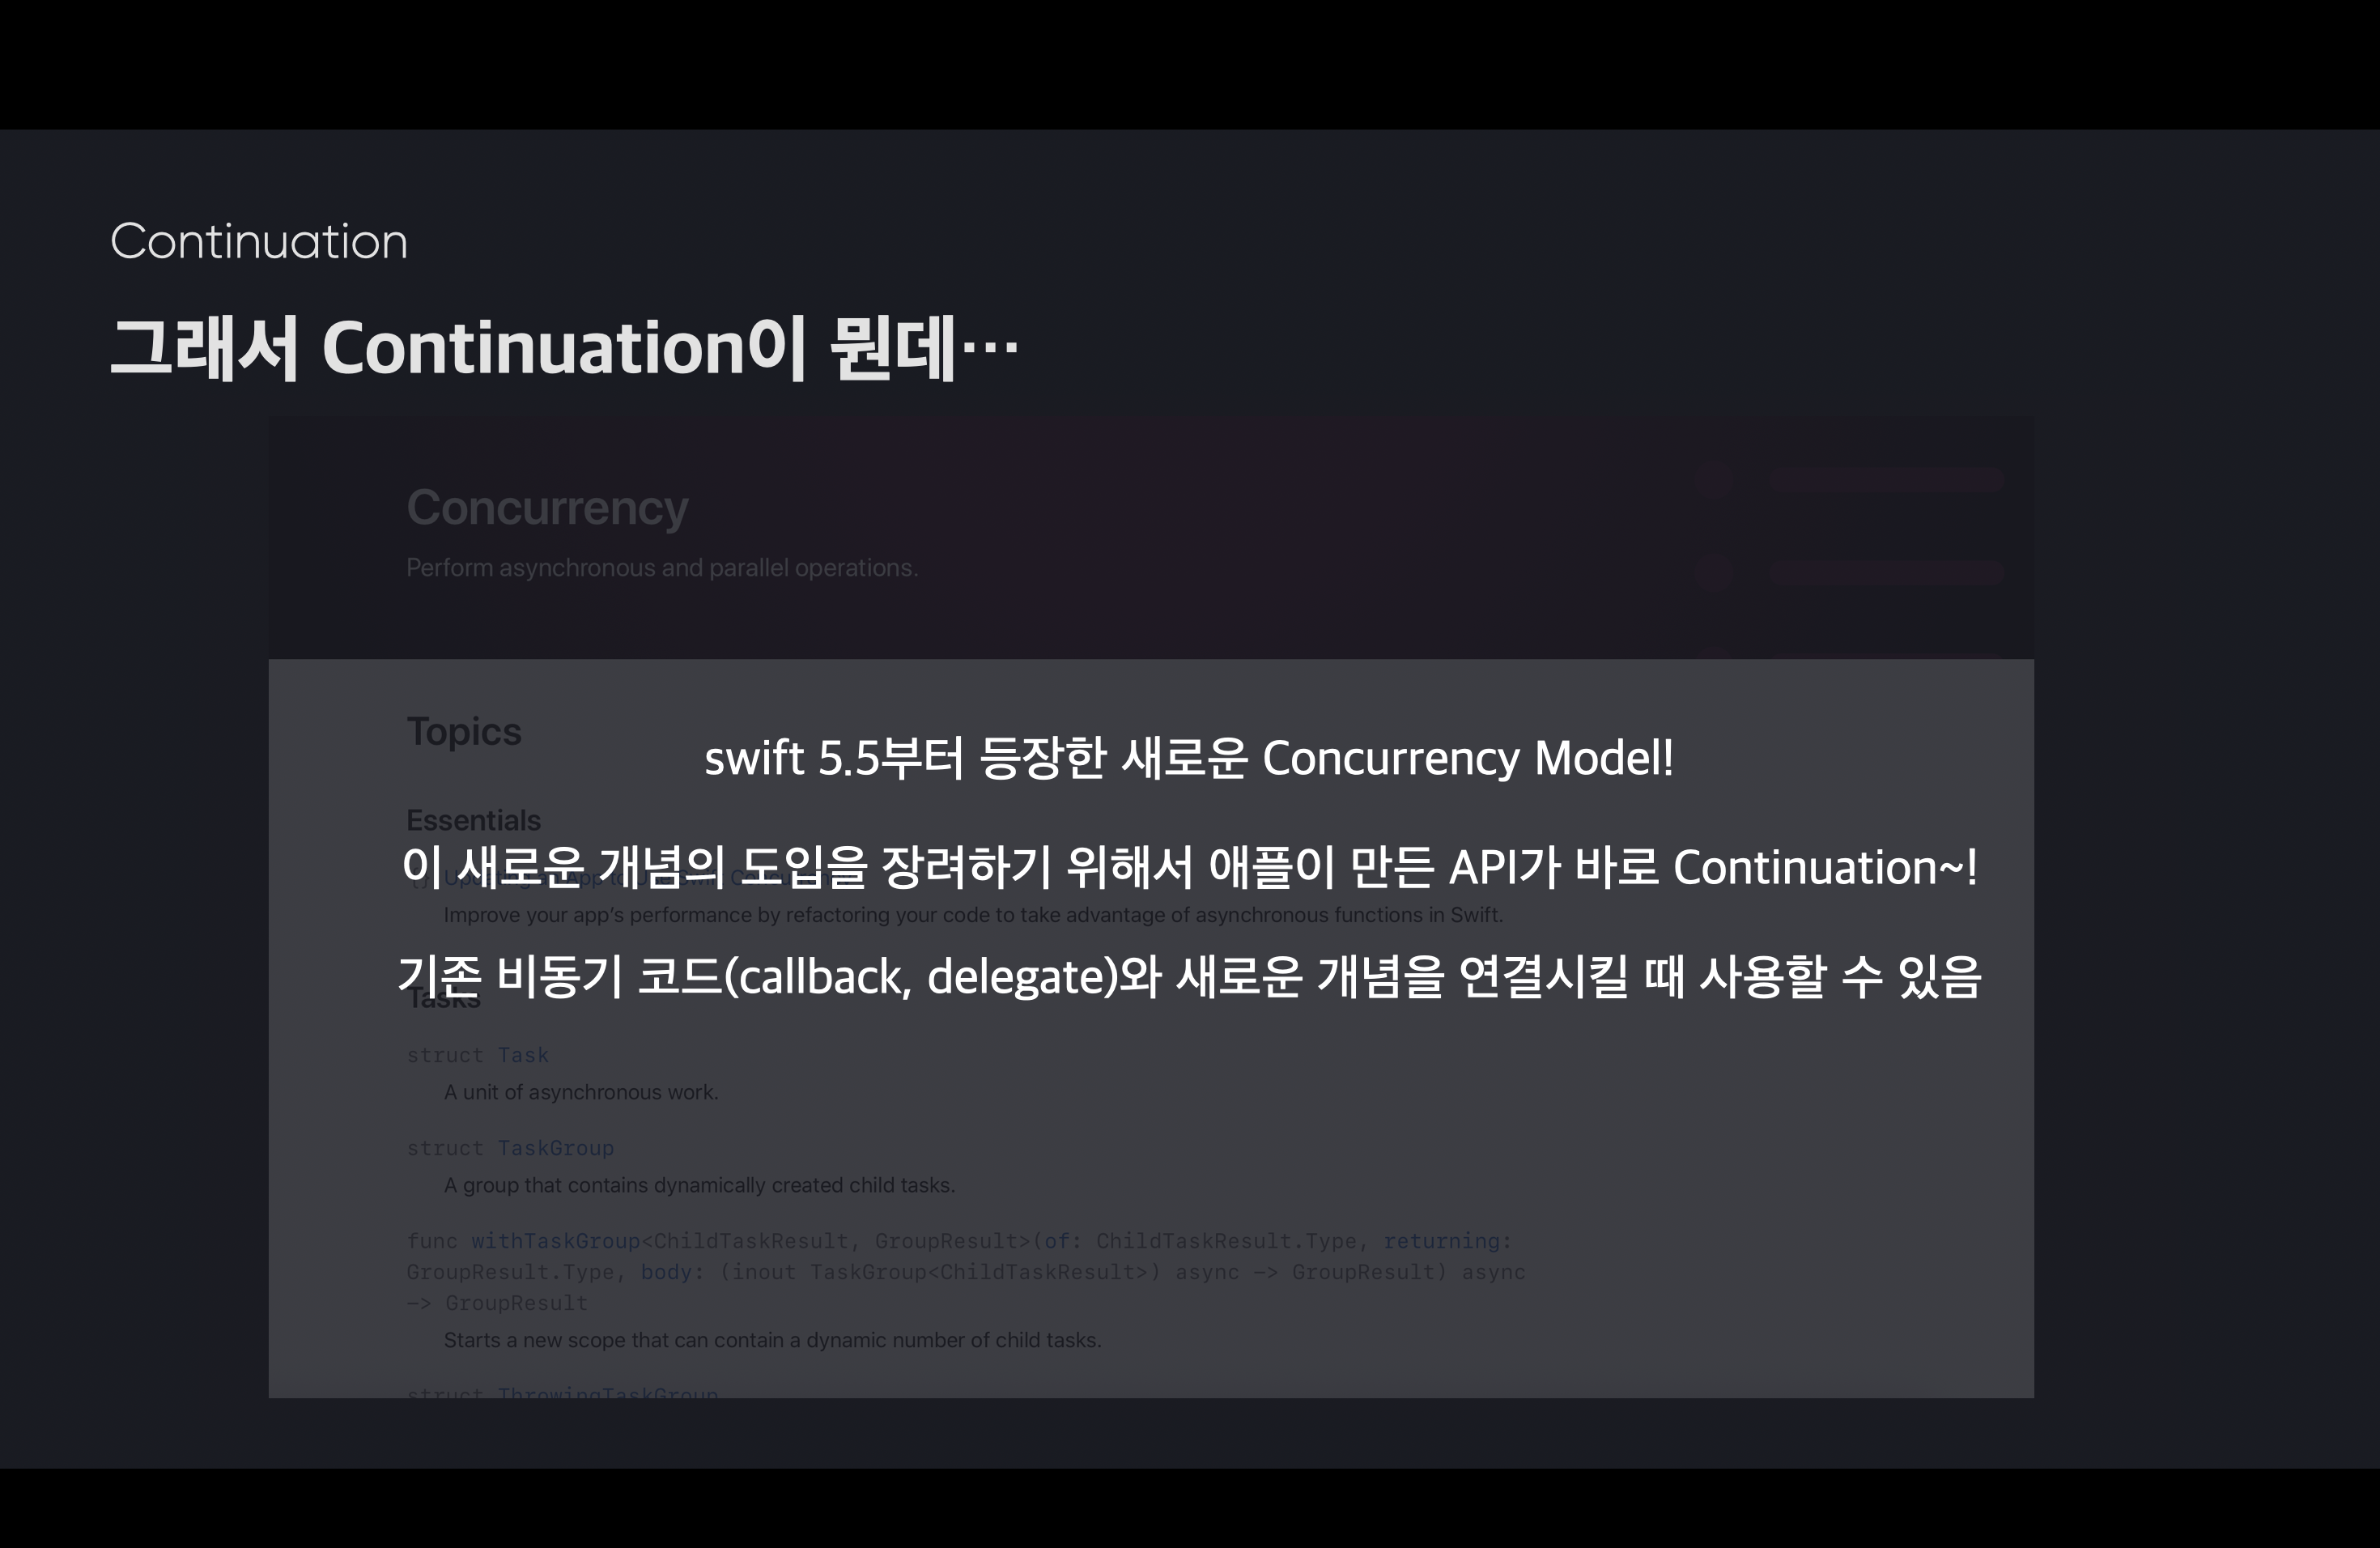 Continuation
그래서 Continuation이 뭔데…
Concurrency
Perform asynchronous and parallel operations.
Topics
swift 5.5부터 등장한 새로운 Concurrency Model!
Essentials
이 새로운 개념의 도입을 장려하기 위해서 애플이 만든 API가 바로 Continuation~!
Improve your app’s performance by refactoring your code to take advantage of asynchronous functions in Swift.
기존 비동기 코드(callback, delegate)와 새로운 개념을 연결시킬 때 사용할 수 있음
Tasks
struct Task
A unit of asynchronous work.
struct TaskGroup
A group that contains dynamically created child tasks.
func withTaskGroup<ChildTaskResult, GroupResult>(of: ChildTaskResult.Type, returning:
GroupResult.Type, body: (inout TaskGroup<ChildTaskResult>) async -> GroupResult) async
-> GroupResult
Starts a new scope that can contain a dynamic number of child tasks.
struct ThrowingTaskGroup